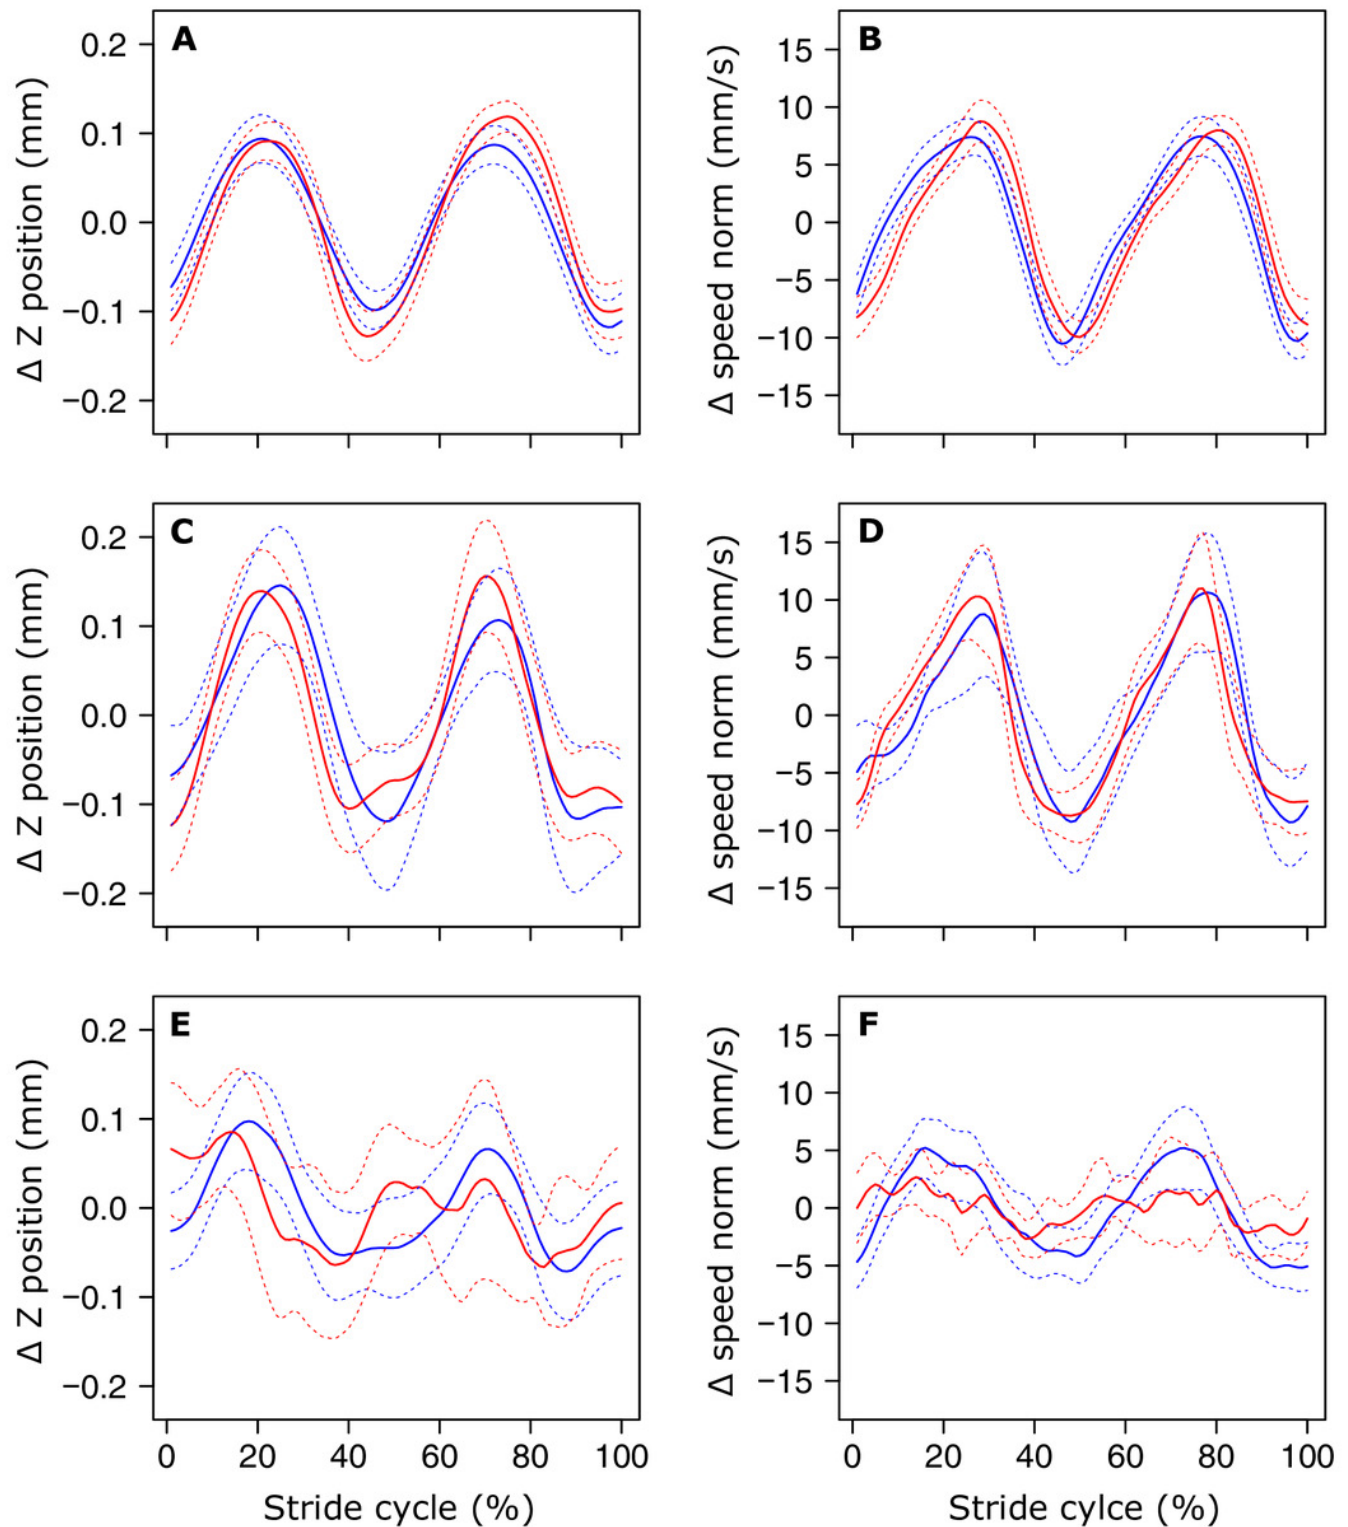 A
B
0.2
0.1
0.0
−0.1
−0.2
Δ Z position (mm)
15
10
5
0
−5
−10
−15
Δ speed norm (mm/s)
C
D
0.2
0.1
0.0
−0.1
−0.2
Δ Z position (mm)
15
10
5
0
−5
−10
−15
Δ speed norm (mm/s)
E
F
0.2
0.1
0.0
−0.1
−0.2
Δ Z position (mm)
15
10
5
0
−5
−10
−15
Δ speed norm (mm/s)
0 20 40 60 80 100
0 20 40 60 80 100
Stride cycle (%)
Stride cylce (%)